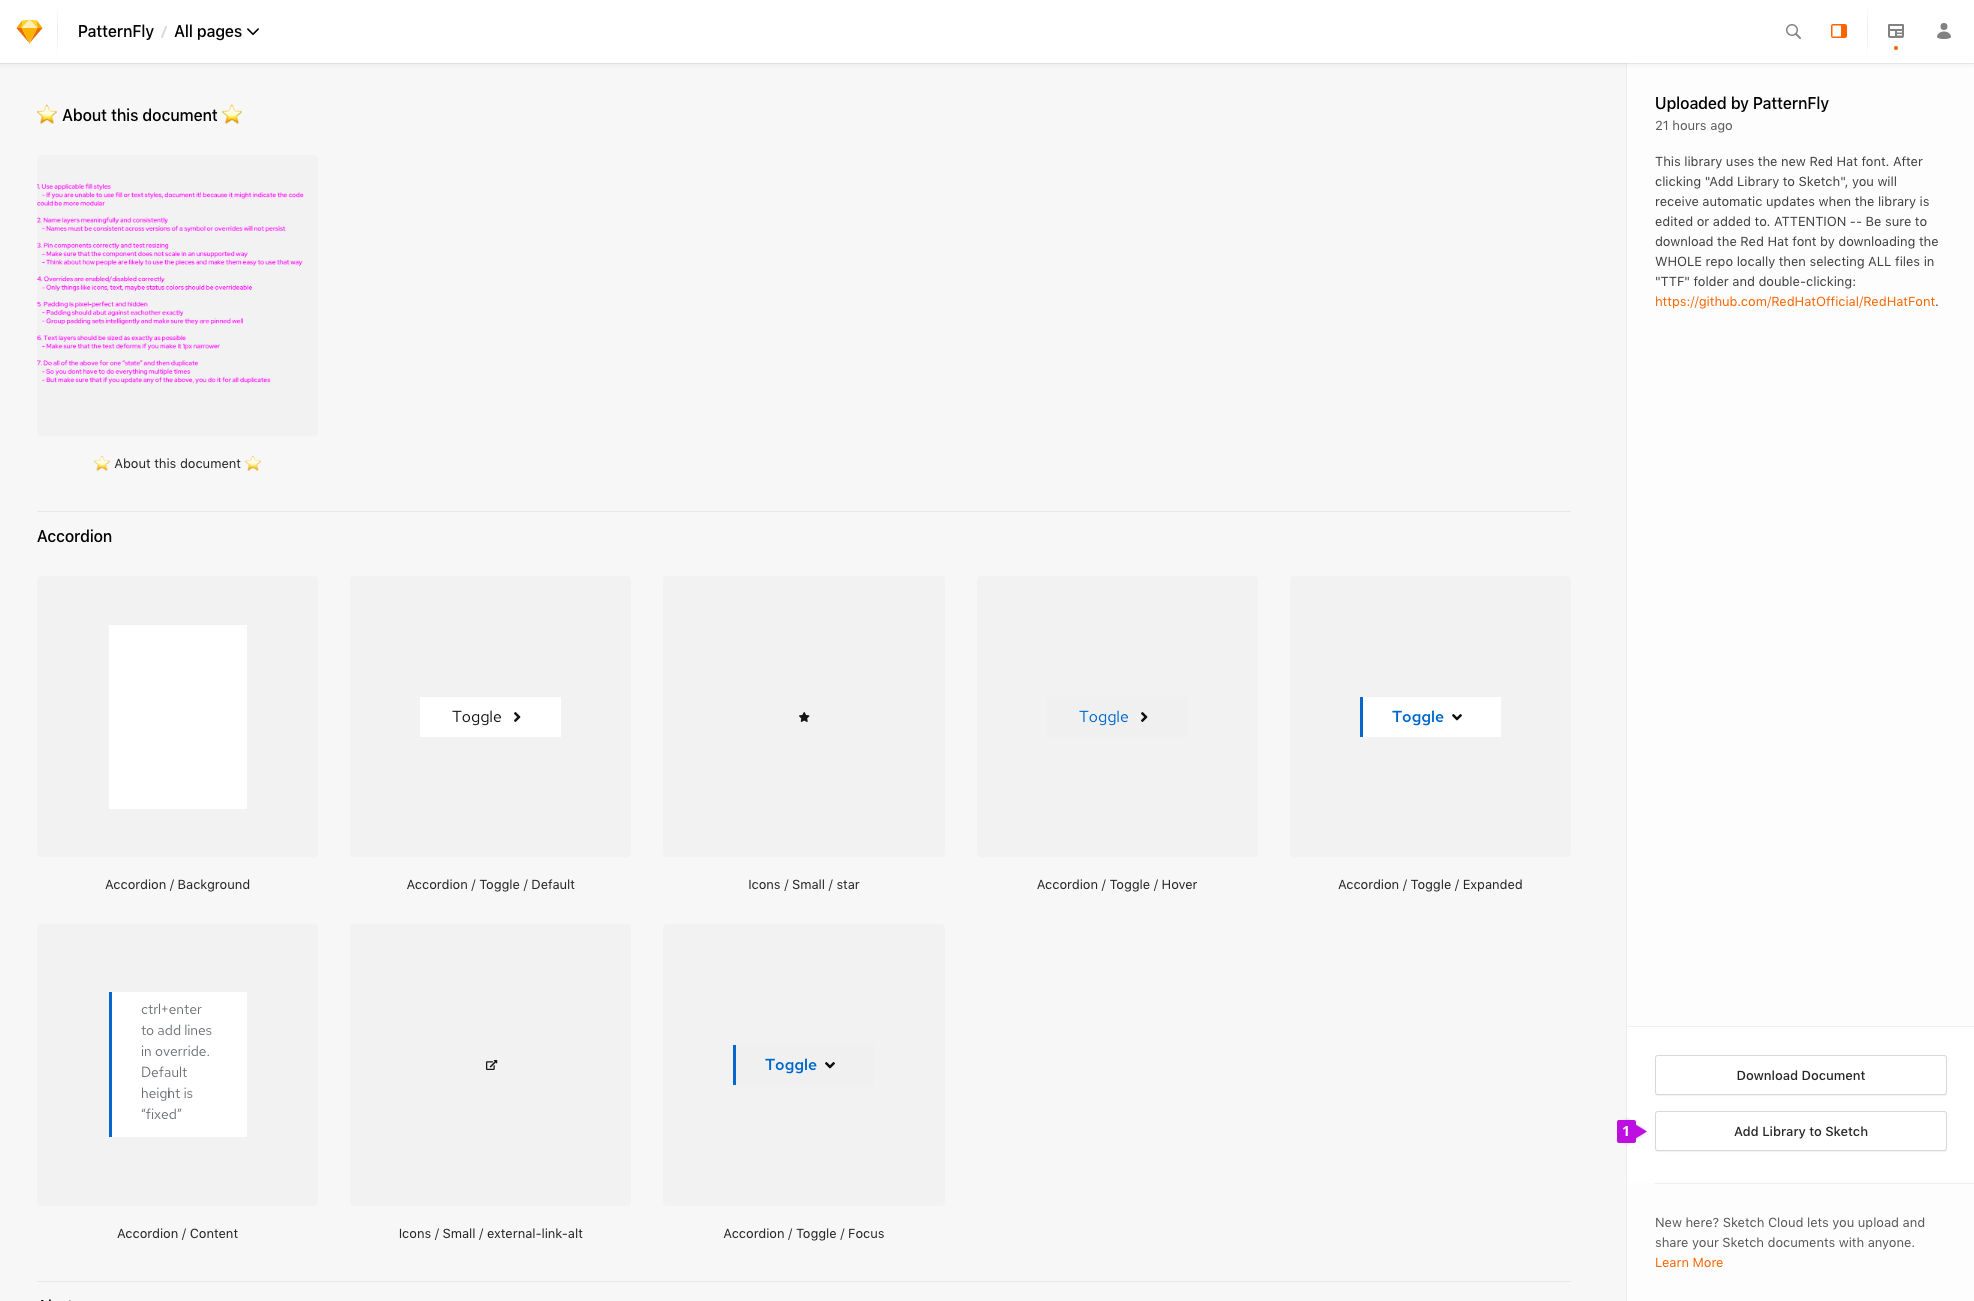 PatternFly / All pages
⭐ About this document ⭐
1. Use applicable fill styles
- If you are unable to use fill or text styles, document it! because it might indicate the code
could be more modular
2. Name layers meaningfully and consistently
- Names must be consistent across versions of a symbol or overrides will not persist
3. Pin components correctly and test resizing
- Make sure that the component does not scale in an unsupported way
- Think about how people are likely to use the pieces and make them easy to use that way
4. Overrides are enabled/disabled correctly
- Only things like icons, text, maybe status colors should be overrideable
5. Padding is pixel-perfect and hidden
- Padding should abut against eachother exactly
- Group padding sets intelligently and make sure they are pinned well
6. Text layers should be sized as exactly as possible
- Make sure that the text deforms if you make it 1px narrower
7. Do all of the above for one "state" and then duplicate
- So you dont have to do everything multiple times
- But make sure that if you update any of the above, you do it for all duplicates
⭐ About this document ⭐
Accordion
Toggle
Toggle
Toggle
Accordion / Background
Accordion / Toggle / Default
Icons / Small / star
Accordion / Toggle / Hover
Accordion / Toggle / Expanded
ctrl+enter
to add lines
in override.
Default
height is
"fixed"
Toggle
Accordion / Content
Icons / Small / external-link-alt
Accordion / Toggle / Focus
Uploaded by PatternFly
21 hours ago
This library uses the new Red Hat font. After
clicking "Add Library to Sketch", you will
receive automatic updates when the library is
edited or added to. ATTENTION -- Be sure to
download the Red Hat font by downloading the
WHOLE repo locally then selecting ALL files in
"TTF" folder and double-clicking:
https://github.com/RedHatOfficial/RedHatFont.
Download Document
1
Add Library to Sketch
New here? Sketch Cloud lets you upload and
share your Sketch documents with anyone.
Learn More